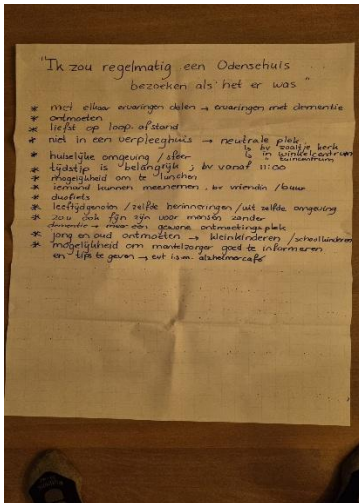 "Ik zou regelmatig een Odensehuis
bezoeken als het er was"
* met elkaar ervaringen delen → ervaringen met dementie
* ontmoeten
* liefst op loop afstand
* niet in een verpleeghuis → neutrale plek
↳ bv zaaltje kerk
↳ in winkelcentrum
tuincentrum
* huiselijke omgeving / sfeer
* tijdstip is belangrijk, bv vanaf 11:00
* mogelijkheid om te lunchen
* iemand kunnen meenemen, bv vriendin / buur
* duofiets
* leeftijdgenoten / zelfde herinneringen / uit zelfde omgeving
* zou ook fijn zijn voor mensen zonder
dementie → meer een gewone ontmoetingsplek
* jong en oud ontmoeten → kleinkinderen / schoolkinderen
* mogelijkheid om mantelzorger goed te informeren
en tips te geven → evt i.s.m. alzheimercafé